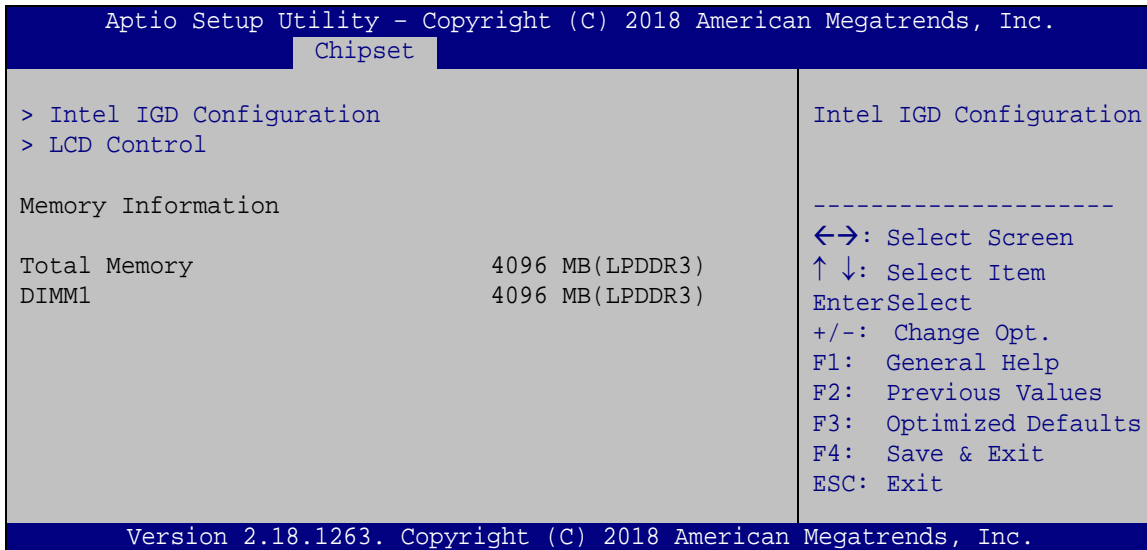 Aptio Setup Utility – Copyright (C) 2018 American Megatrends, Inc.
Chipset
> Intel IGD Configuration
> LCD Control
Memory Information
Total Memory 4096 MB(LPDDR3)
DIMM1 4096 MB(LPDDR3)
Intel IGD Configuration
---------------------
←→: Select Screen
↑ ↓: Select Item
EnterSelect
+/-: Change Opt.
F1: General Help
F2: Previous Values
F3: Optimized Defaults
F4: Save & Exit
ESC: Exit
Version 2.18.1263. Copyright (C) 2018 American Megatrends, Inc.